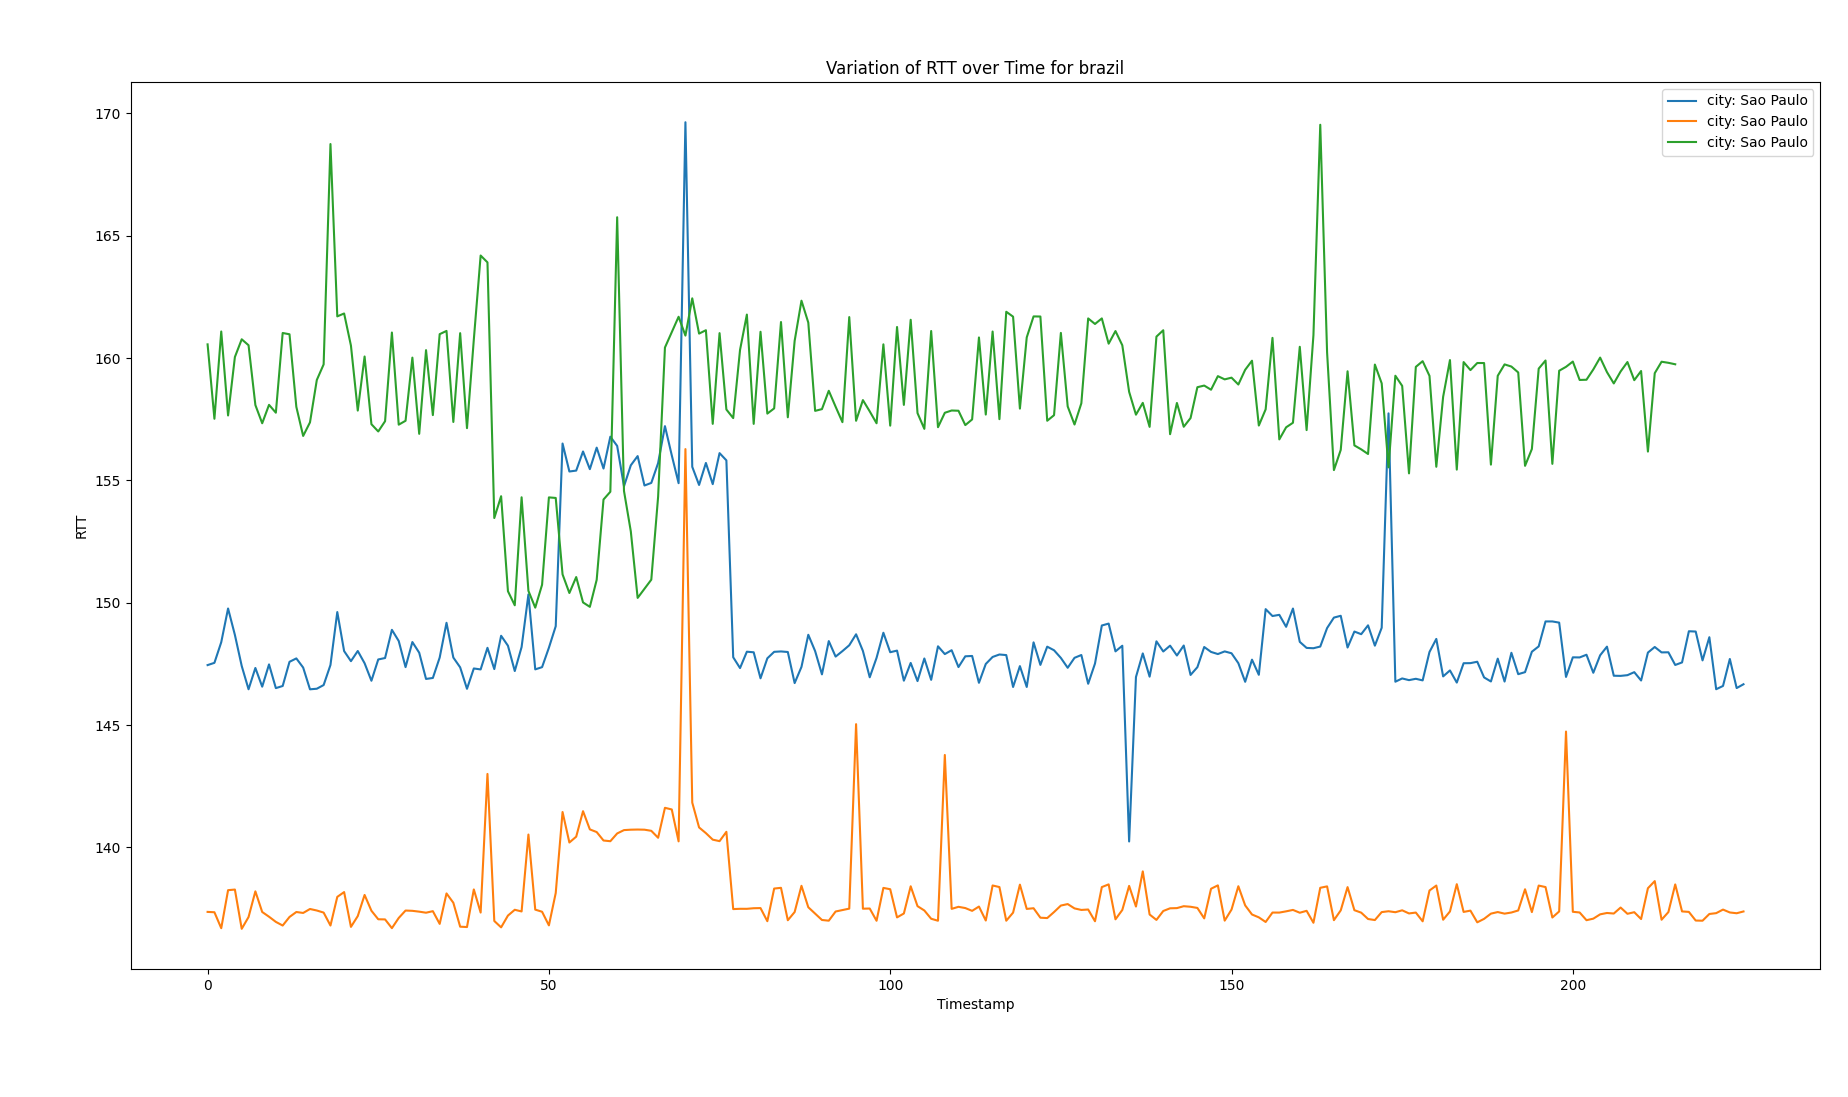 Variation of RTT over Time for brazil
city: Sao Paulo
city: Sao Paulo
city: Sao Paulo
170
165
160
155
150
145
140
RTT
0 50 100 150 200
Timestamp